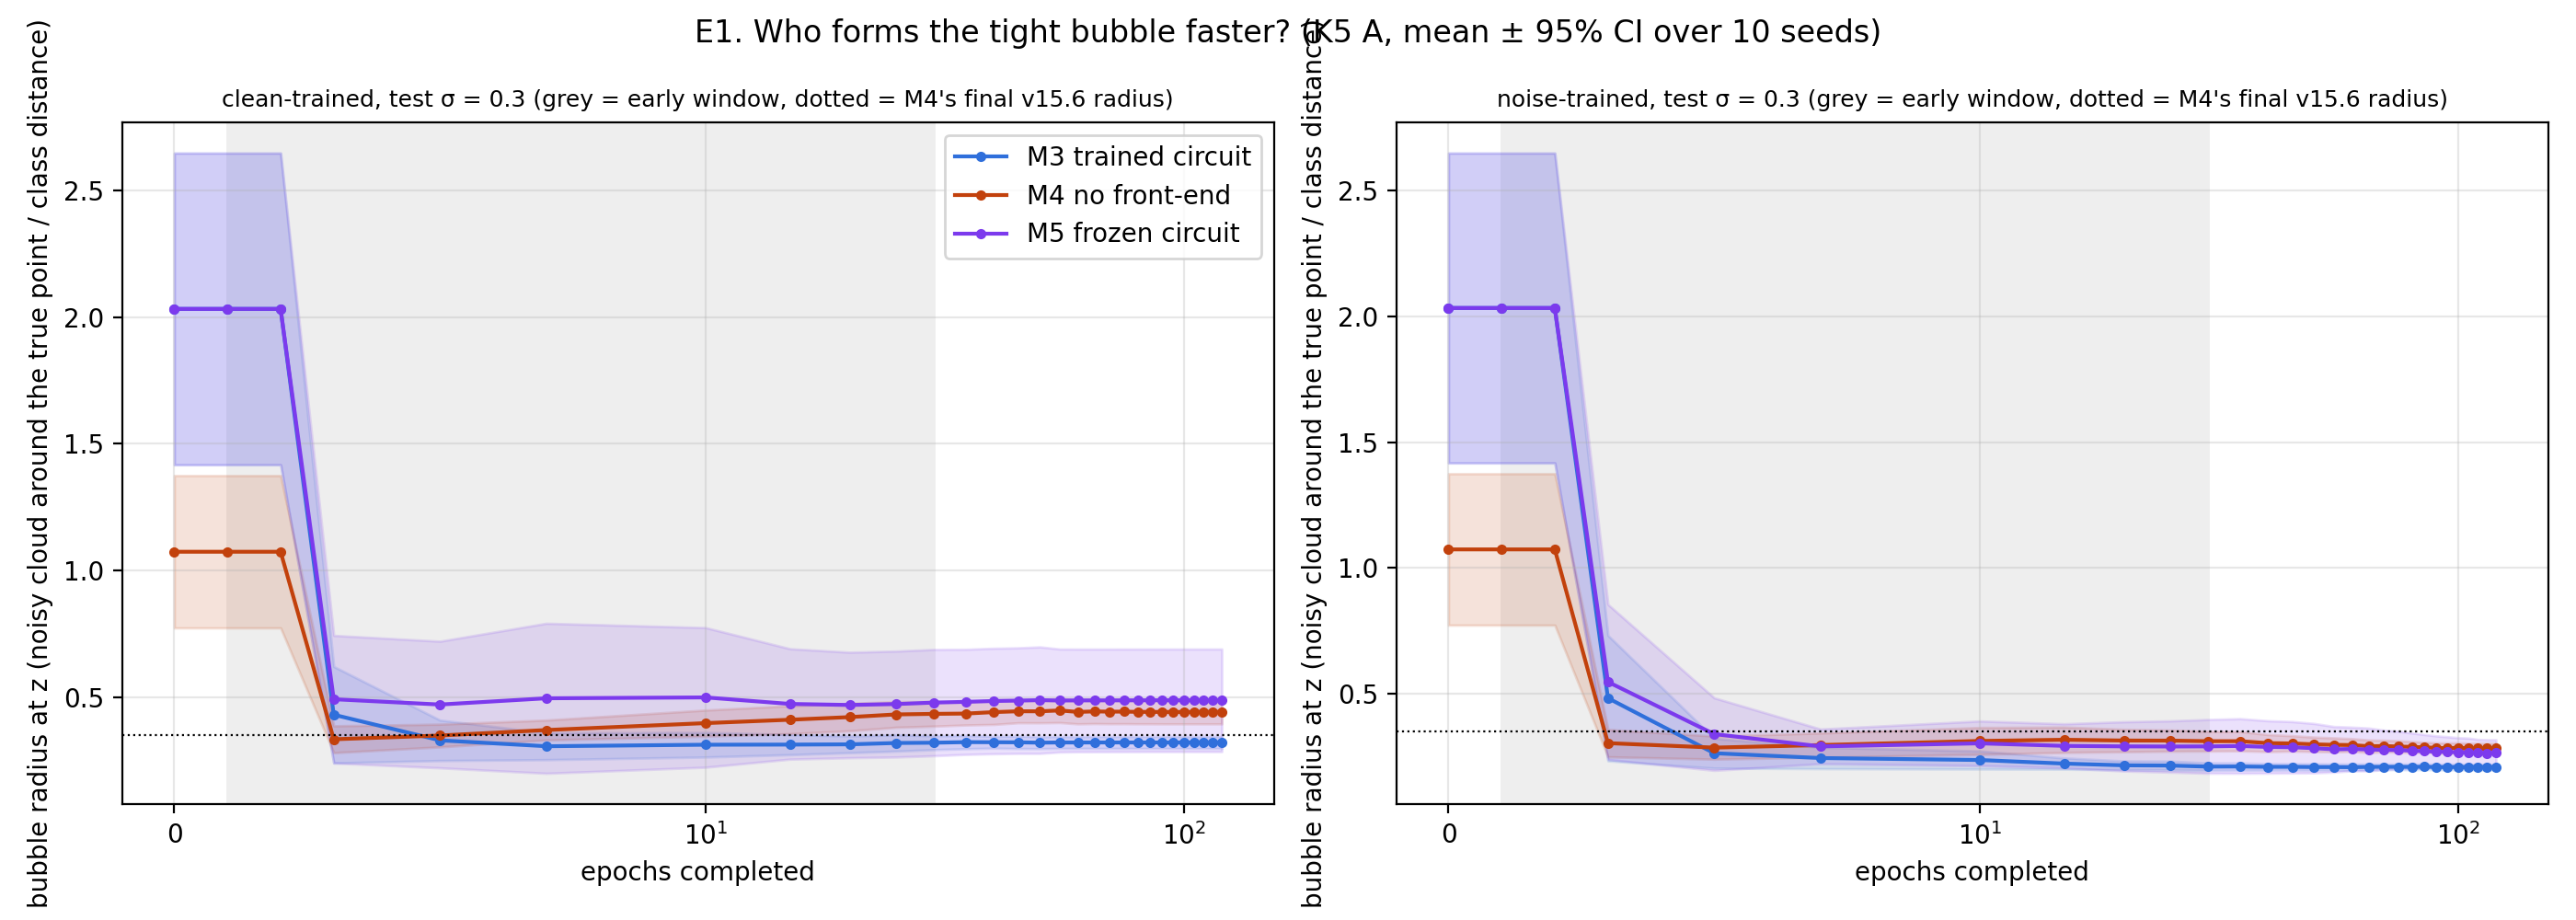 E1. Who forms the tight bubble faster? (K5 A, mean ± 95% CI over 10 seeds)
clean-trained, test σ = 0.3 (grey = early window, dotted = M4's final v15.6 radius)
bubble radius at z (noisy cloud around the true point / class distance)
2.5
2.0
1.5
1.0
0.5
M3 trained circuit
M4 no front-end
M5 frozen circuit
0
10¹
10²
epochs completed
noise-trained, test σ = 0.3 (grey = early window, dotted = M4's final v15.6 radius)
bubble radius at z (noisy cloud around the true point / class distance)
2.5
2.0
1.5
1.0
0.5
0
10¹
10²
epochs completed